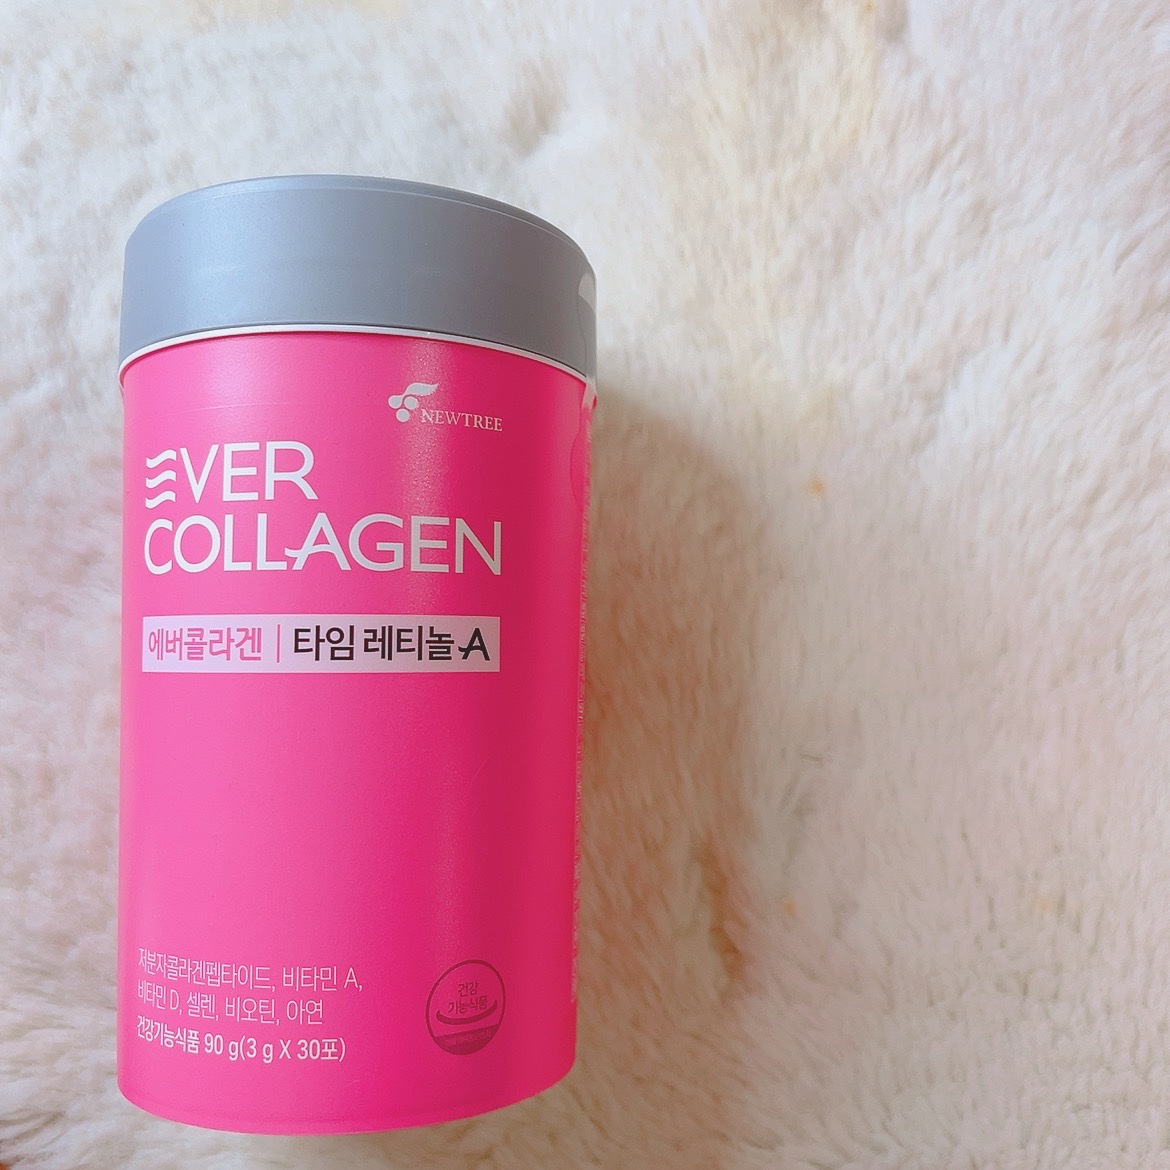 NEWTREE
EVER
COLLAGEN
에버콜라겐 | 타임 레티놀 A
저분자콜라겐펩타이드, 비타민 A,
비타민 D, 셀렌, 비오틴, 아연
건강기능식품 90 g(3 g X 30포)
건강
기능식품